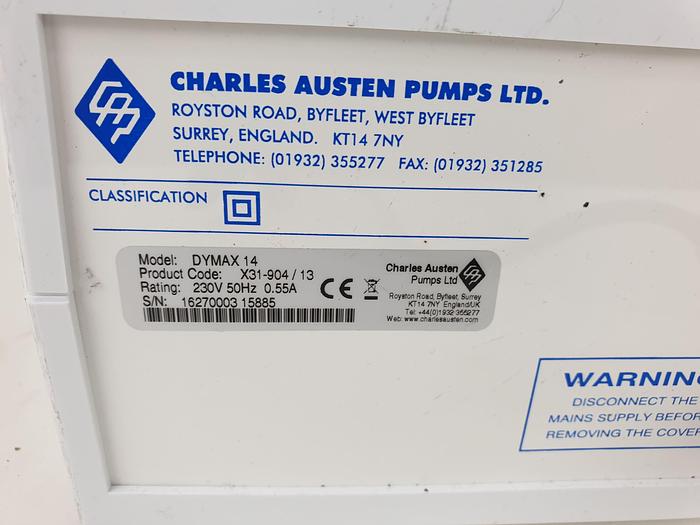 CHARLES AUSTEN PUMPS LTD.
ROYSTON ROAD, BYFLEET, WEST BYFLEET
SURREY, ENGLAND. KT14 7NY
TELEPHONE: (01932) 355277 FAX: (01932) 351285
CLASSIFICATION
Model: DYMAX 14
Product Code: X31-904 / 13
Rating: 230V 50Hz 0.55A
S/N: 16270003 15885
CE
Charles Austen
Pumps Ltd
Royston Road, Byfleet, Surrey
KT14 7NY England/UK
Tel: +44(0)1932 355277
Web: www.charlesausten.com
WARNING
DISCONNECT THE
MAINS SUPPLY BEFOR
REMOVING THE COVER